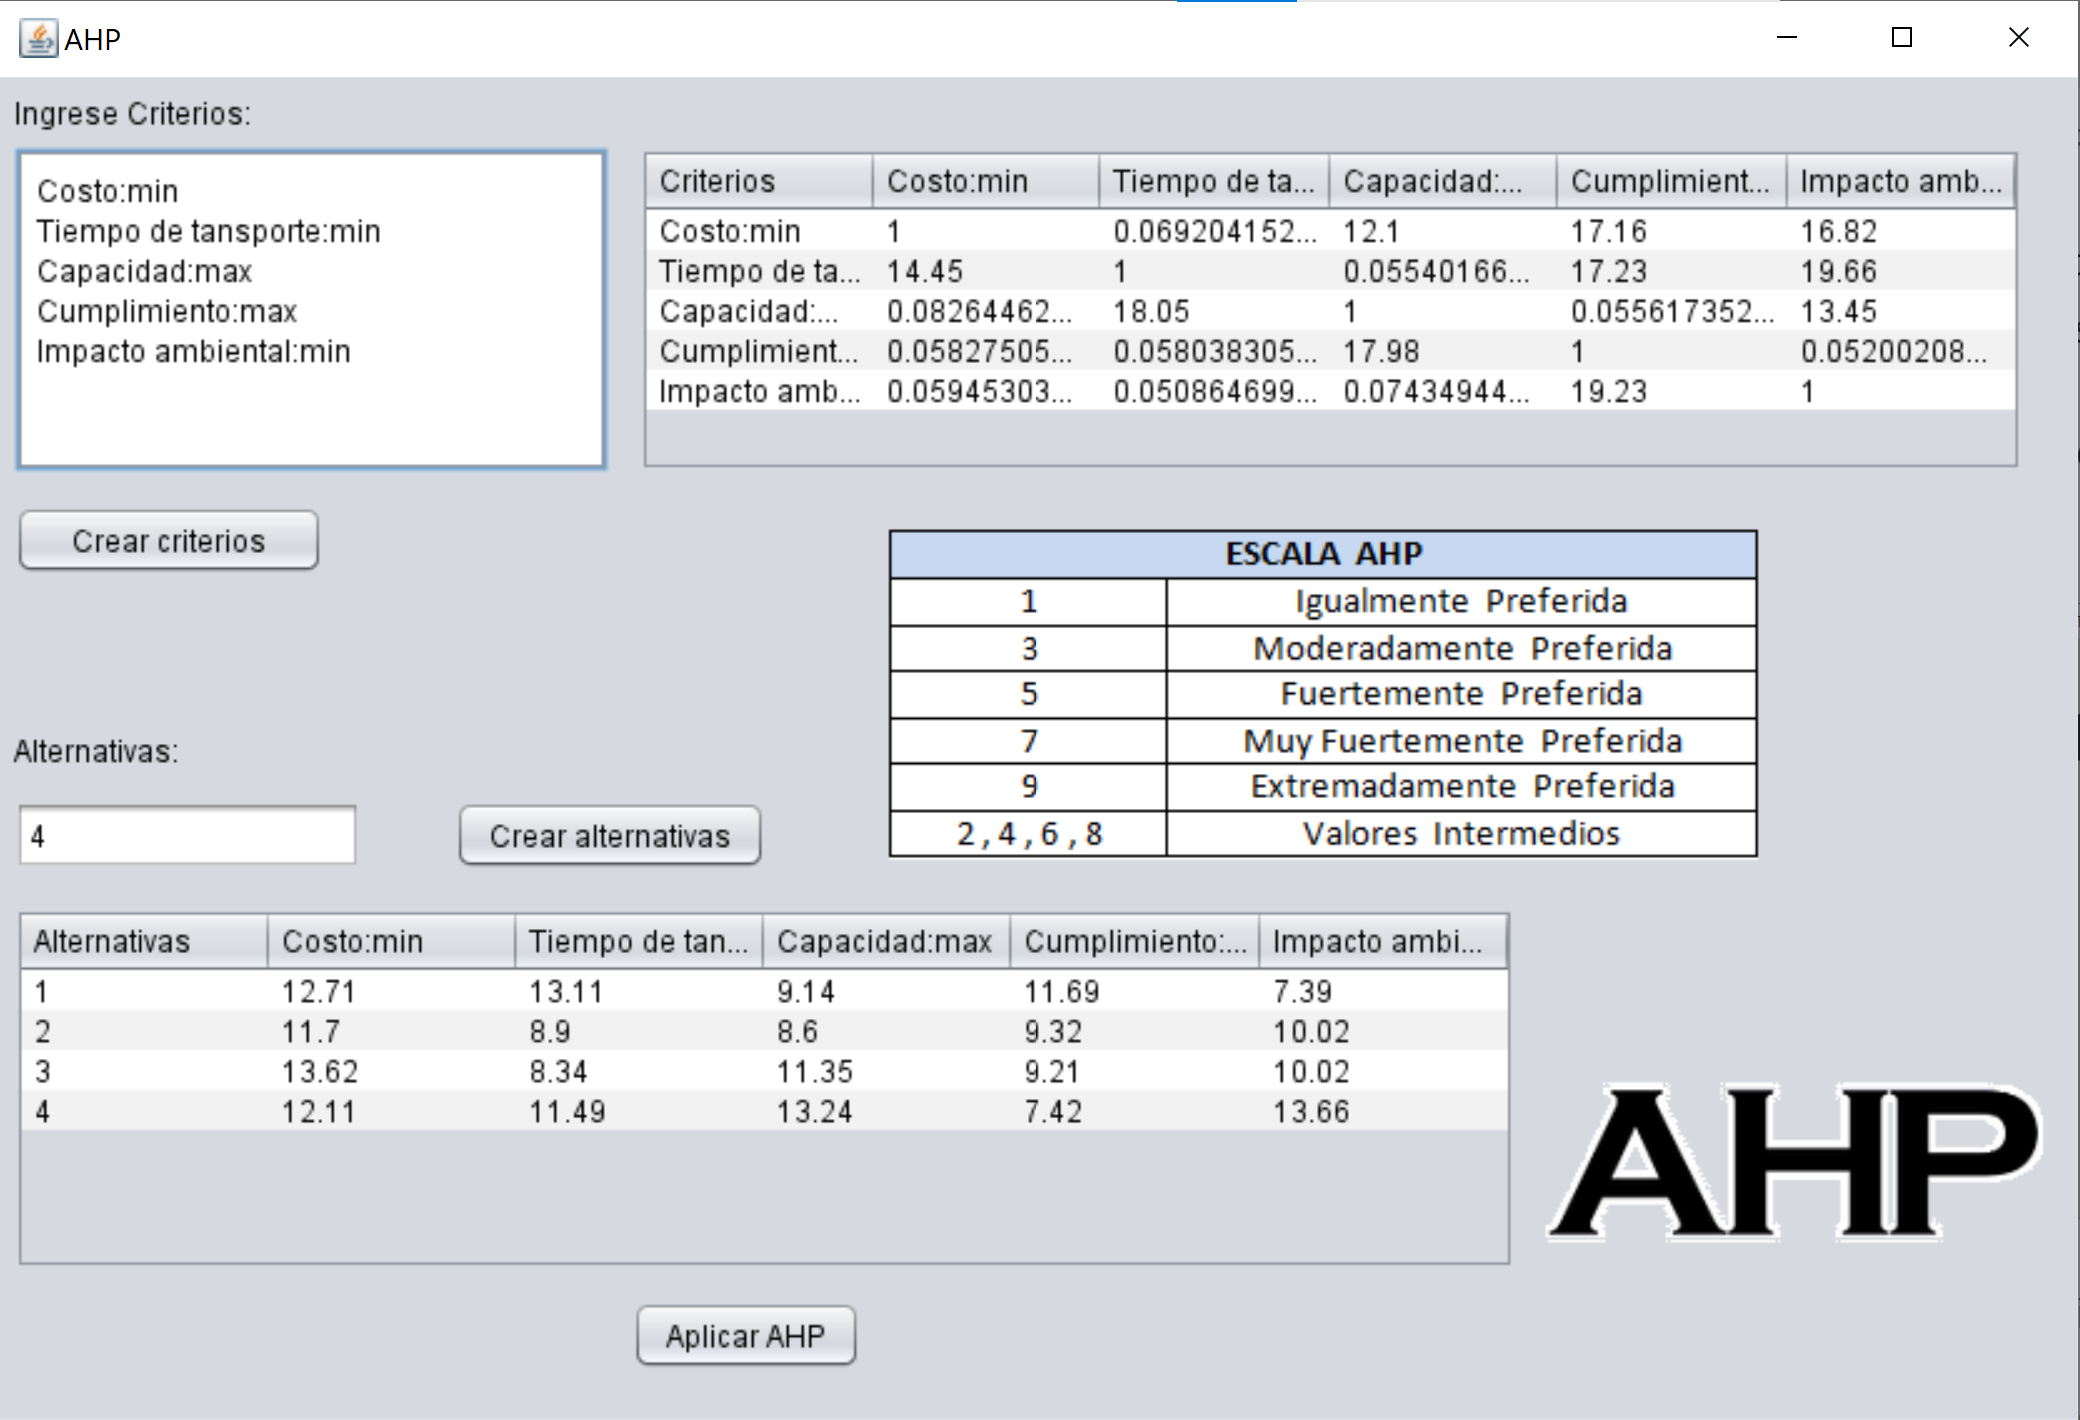 AHP
Ingrese Criterios:
Costo:min
Tiempo de tansporte:min
Capacidad:max
Cumplimiento:max
Impacto ambiental:min
Criterios Costo:min Tiempo de ta... Capacidad:... Cumplimient... Impacto amb...
Costo:min 1 0.069204152... 12.1 17.16 16.82
Tiempo de ta... 14.45 1 0.05540166... 17.23 19.66
Capacidad:... 0.08264462... 18.05 1 0.055617352... 13.45
Cumplimient... 0.05827505... 0.058038305... 17.98 1 0.05200208...
Impacto amb... 0.05945303... 0.050864699... 0.07434944... 19.23 1
Crear criterios
ESCALA AHP
1 Igualmente Preferida
3 Moderadamente Preferida
5 Fuertemente Preferida
7 Muy Fuertemente Preferida
9 Extremadamente Preferida
2 , 4 , 6 , 8 Valores Intermedios
Alternativas:
4
Crear alternativas
Alternativas Costo:min Tiempo de tan... Capacidad:max Cumplimiento:... Impacto ambi...
1 12.71 13.11 9.14 11.69 7.39
2 11.7 8.9 8.6 9.32 10.02
3 13.62 8.34 11.35 9.21 10.02
4 12.11 11.49 13.24 7.42 13.66
AHP
Aplicar AHP